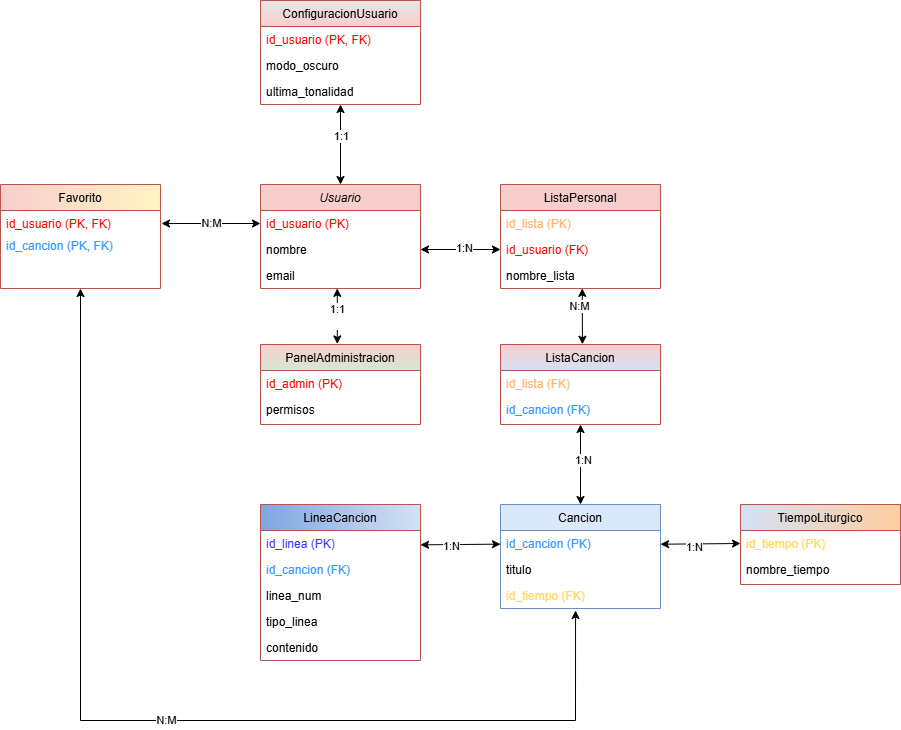 ConfiguracionUsuario
id_usuario (PK, FK)
modo_oscuro
ultima_tonalidad
1:1
Favorito
id_usuario (PK, FK)
id_cancion (PK, FK)
N:M
Usuario
id_usuario (PK)
nombre
email
1:N
ListaPersonal
id_lista (PK)
id_usuario (FK)
nombre_lista
1:1
N:M
PanelAdministracion
id_admin (PK)
permisos
ListaCancion
id_lista (FK)
id_cancion (FK)
1:N
LineaCancion
id_linea (PK)
id_cancion (FK)
linea_num
tipo_linea
contenido
1:N
Cancion
id_cancion (PK)
titulo
id_tiempo (FK)
1:N
TiempoLiturgico
id_tiempo (PK)
nombre_tiempo
N:M